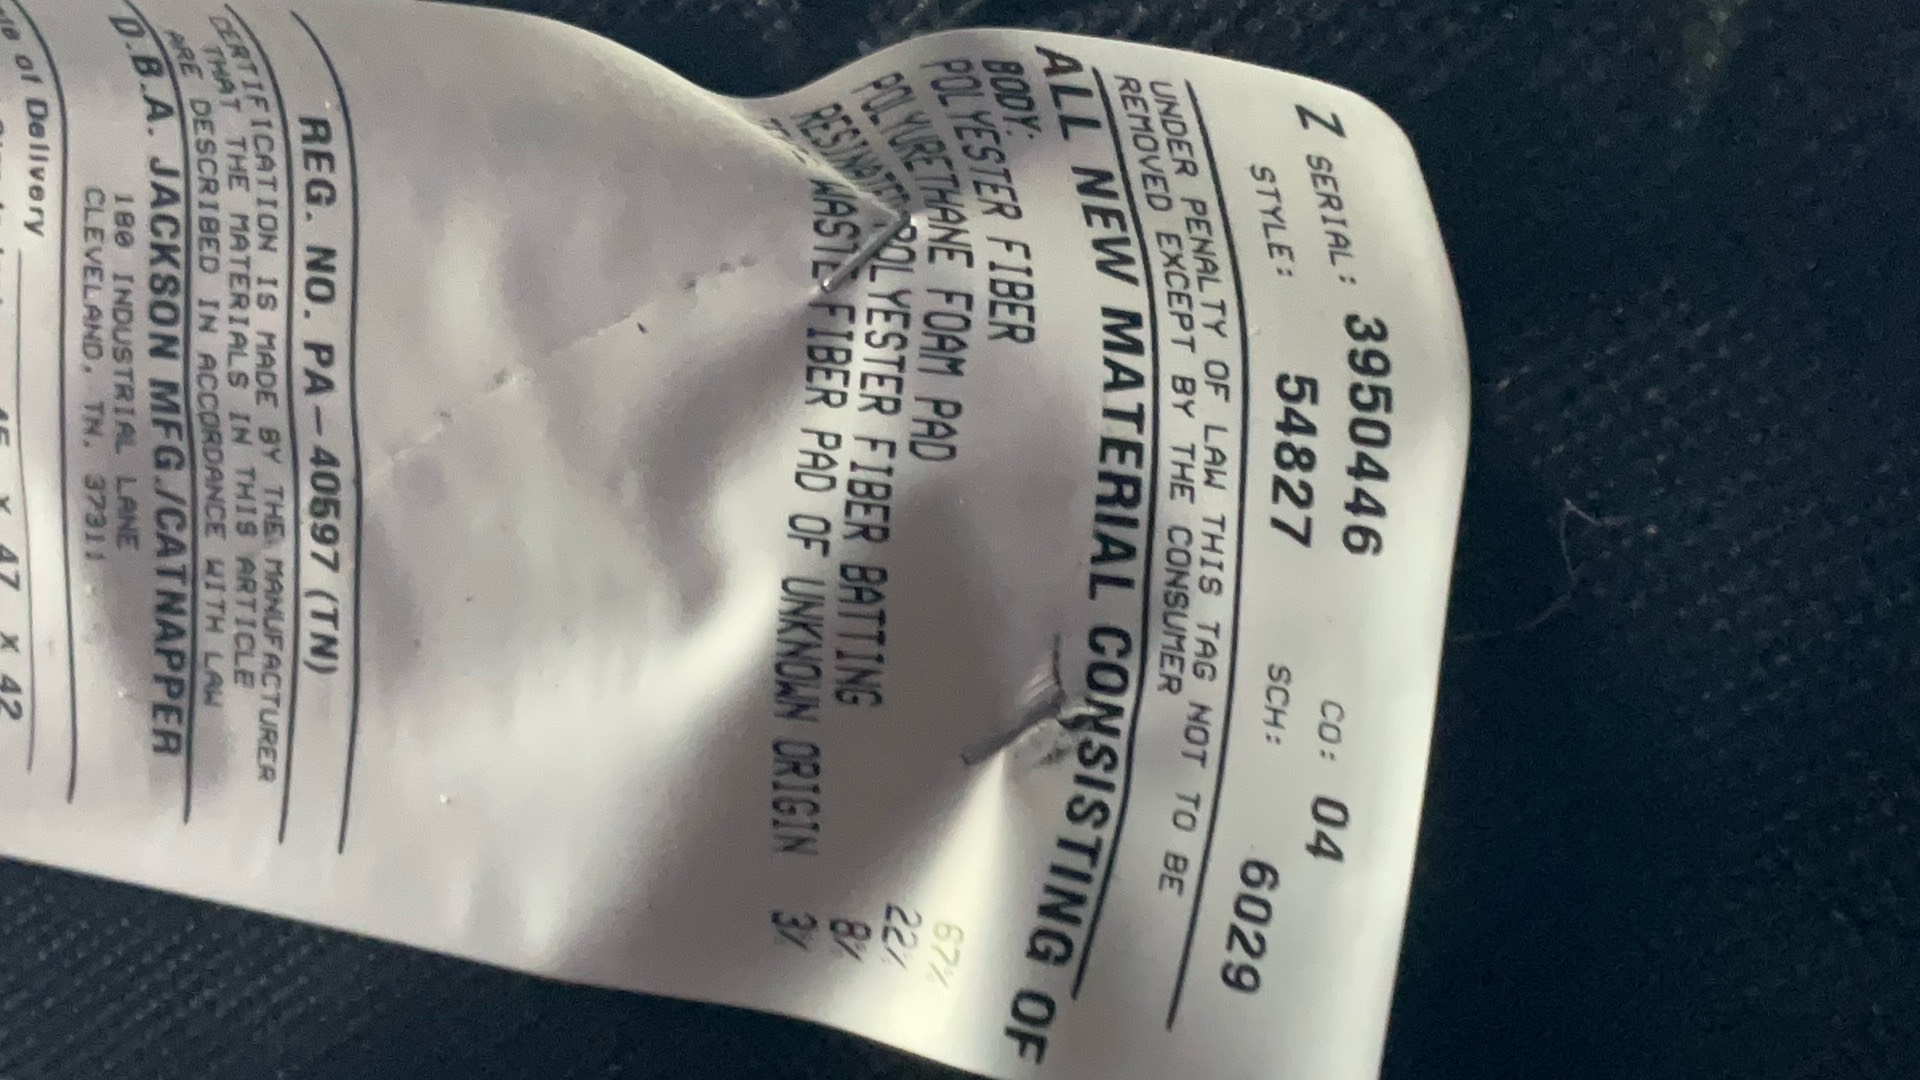 Z SERIAL: 3950446 CO: 04
STYLE: 54827 SCH: 6029
UNDER PENALTY OF LAW THIS TAG NOT TO BE
REMOVED EXCEPT BY THE CONSUMER
ALL NEW MATERIAL CONSISTING OF
BODY:
POLYESTER FIBER 67%
POLYURETHANE FOAM PAD 22%
RESINATED POLYESTER FIBER BATTING 8%
WASTE FIBER PAD OF UNKNOWN ORIGIN 3%
REG. NO. PA-40597 (TN)
CERTIFICATION IS MADE BY THE MANUFACTURER
THAT THE MATERIALS IN THIS ARTICLE
ARE DESCRIBED IN ACCORDANCE WITH LAW
D.B.A. JACKSON MFG./CATNAPPER
180 INDUSTRIAL LANE
CLEVELAND, TN. 37311
of Delivery
x 47 x 42